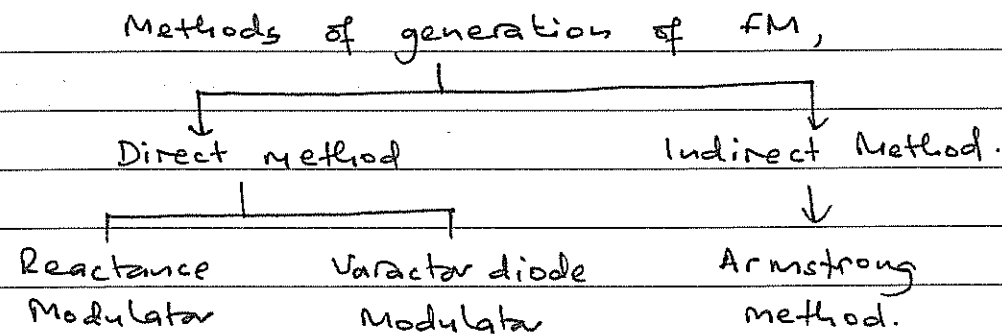 Methods of generation of FM,
Direct method Indirect Method.
Reactance Varactor diode Armstrong
Modulator Modulator method.